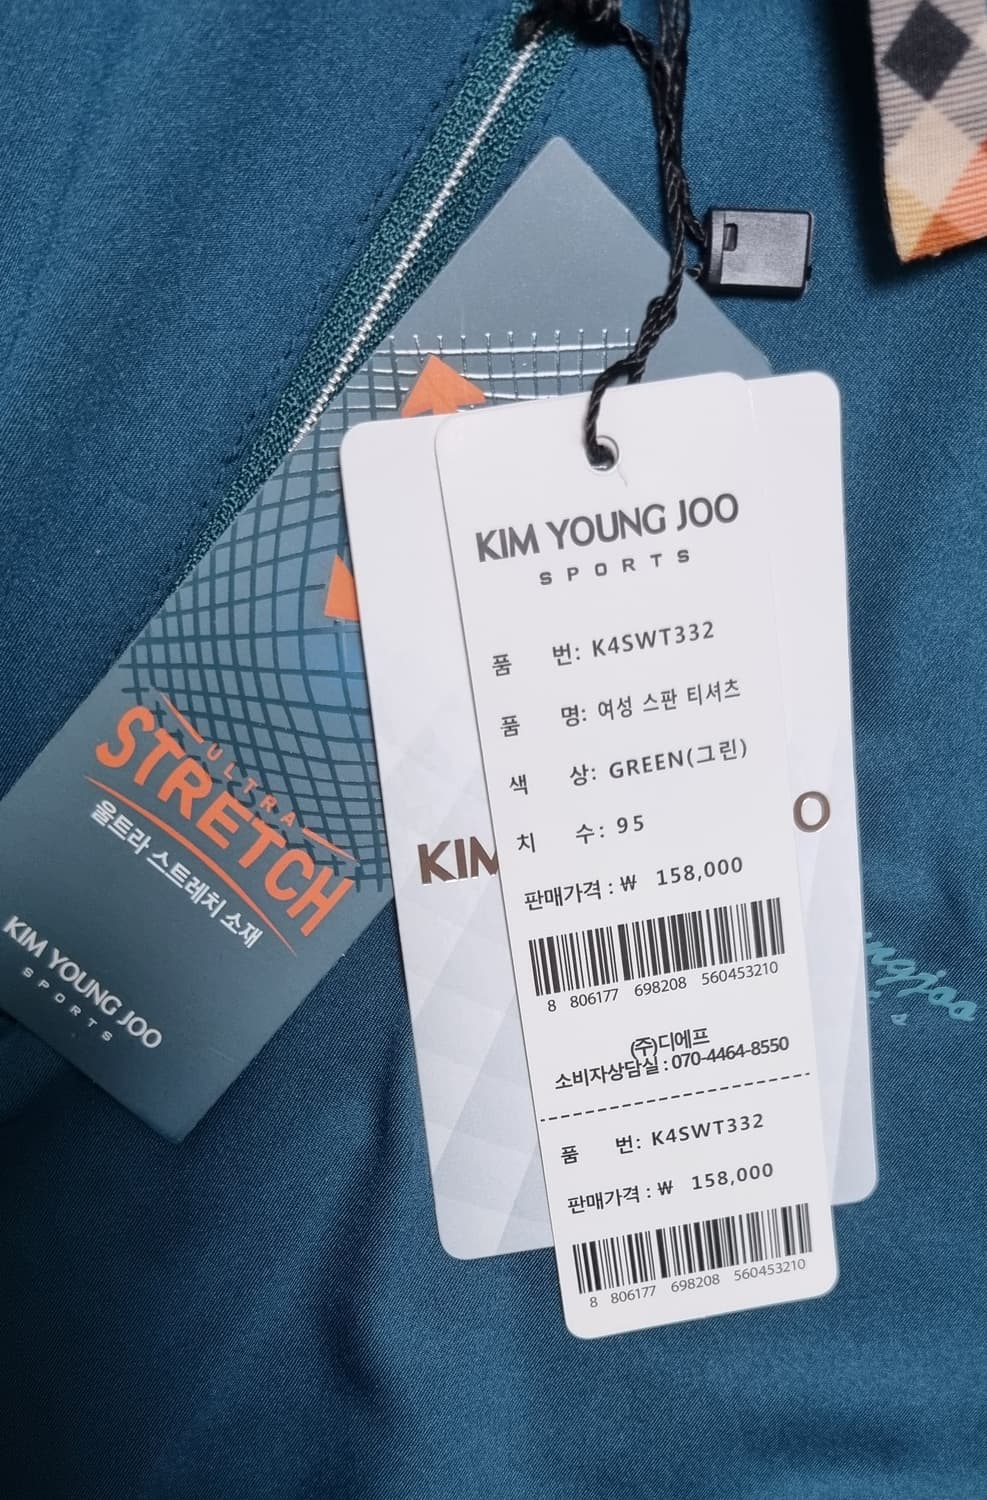 KIM YOUNG JOO
SPORTS
품 번: K4SWT332
품 명: 여성 스판 티셔츠
색 상: GREEN(그린)
치 수: 95
판매가격 : ₩ 158,000
8 806177 698208 560453210
(주)디에프
소비자상담실 : 070-4464-8550
품 번: K4SWT332
판매가격 : ₩ 158,000
8 806177 698208 560453210
ULTRA
STRETCH
울트라 스트레치 소재
KIM YOUNG JOO
SPORTS
KIM
O
ngjoo
s